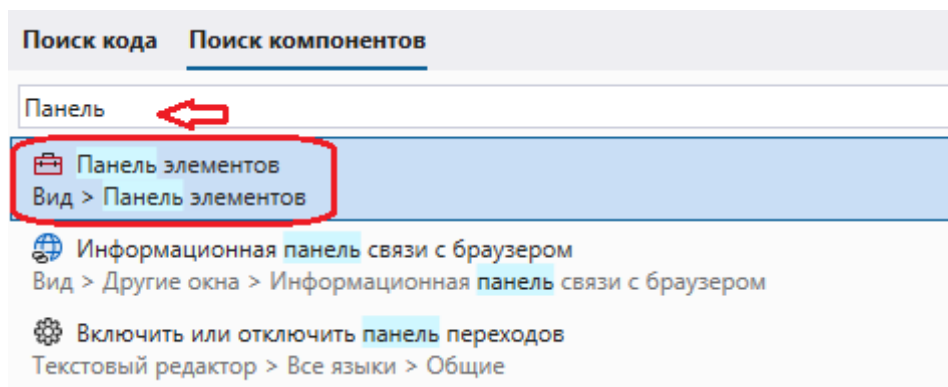 Поиск кода Поиск компонентов
Панель
Панель элементов
Вид > Панель элементов
Информационная панель связи с браузером
Вид > Другие окна > Информационная панель связи с браузером
Включить или отключить панель переходов
Текстовый редактор > Все языки > Общие